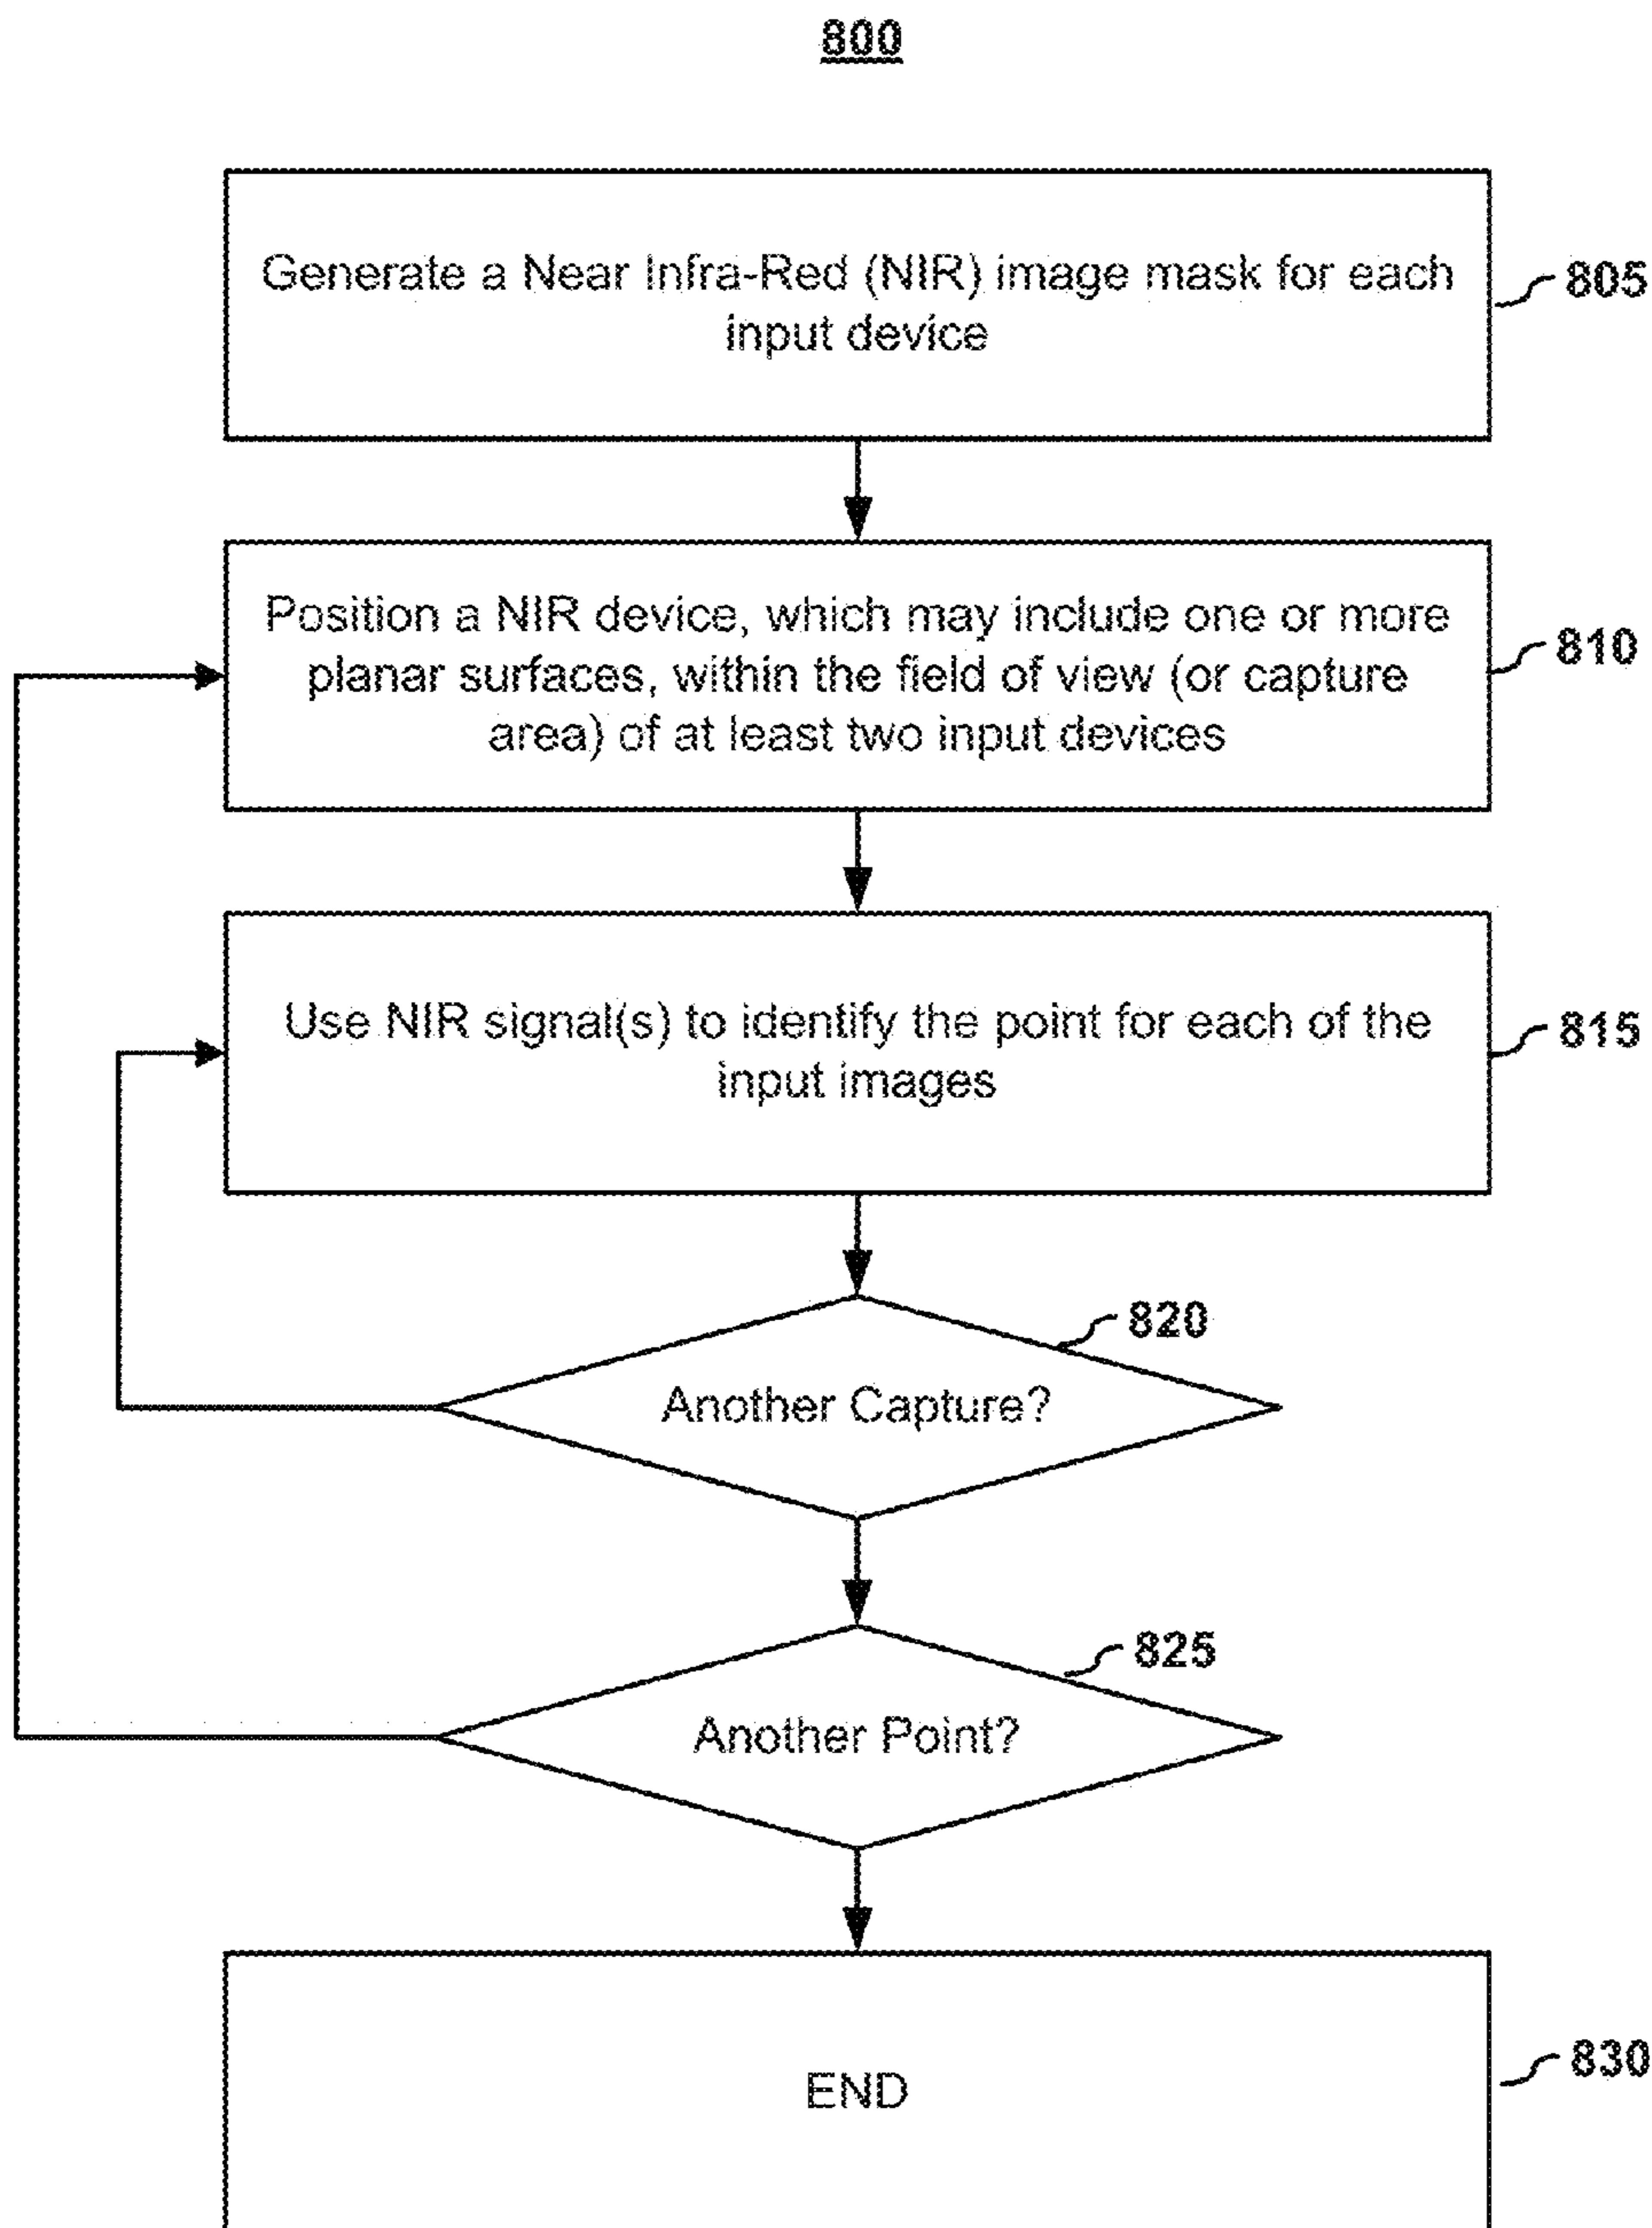 800
Generate a Near Infra-Red (NIR) image mask for each
input device
805
Position a NIR device, which may include one or more
planar surfaces, within the field of view (or capture
area) of at least two input devices
810
Use NIR signal(s) to identify the point for each of the
input images
815
820
Another Capture?
825
Another Point?
830
END